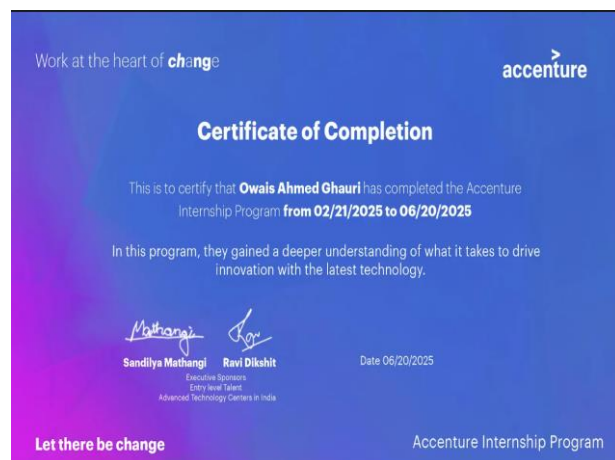 Work at the heart of change
>
accenture
Certificate of Completion
This is to certify that Owais Ahmed Ghauri has completed the Accenture
Internship Program from 02/21/2025 to 06/20/2025
In this program, they gained a deeper understanding of what it takes to drive
innovation with the latest technology.
Mathangi
Sandilya Mathangi Ravi Dikshit
Executive Sponsors
Entry level Talent
Advanced Technology Centers in India
Date 06/20/2025
Let there be change
Accenture Internship Program